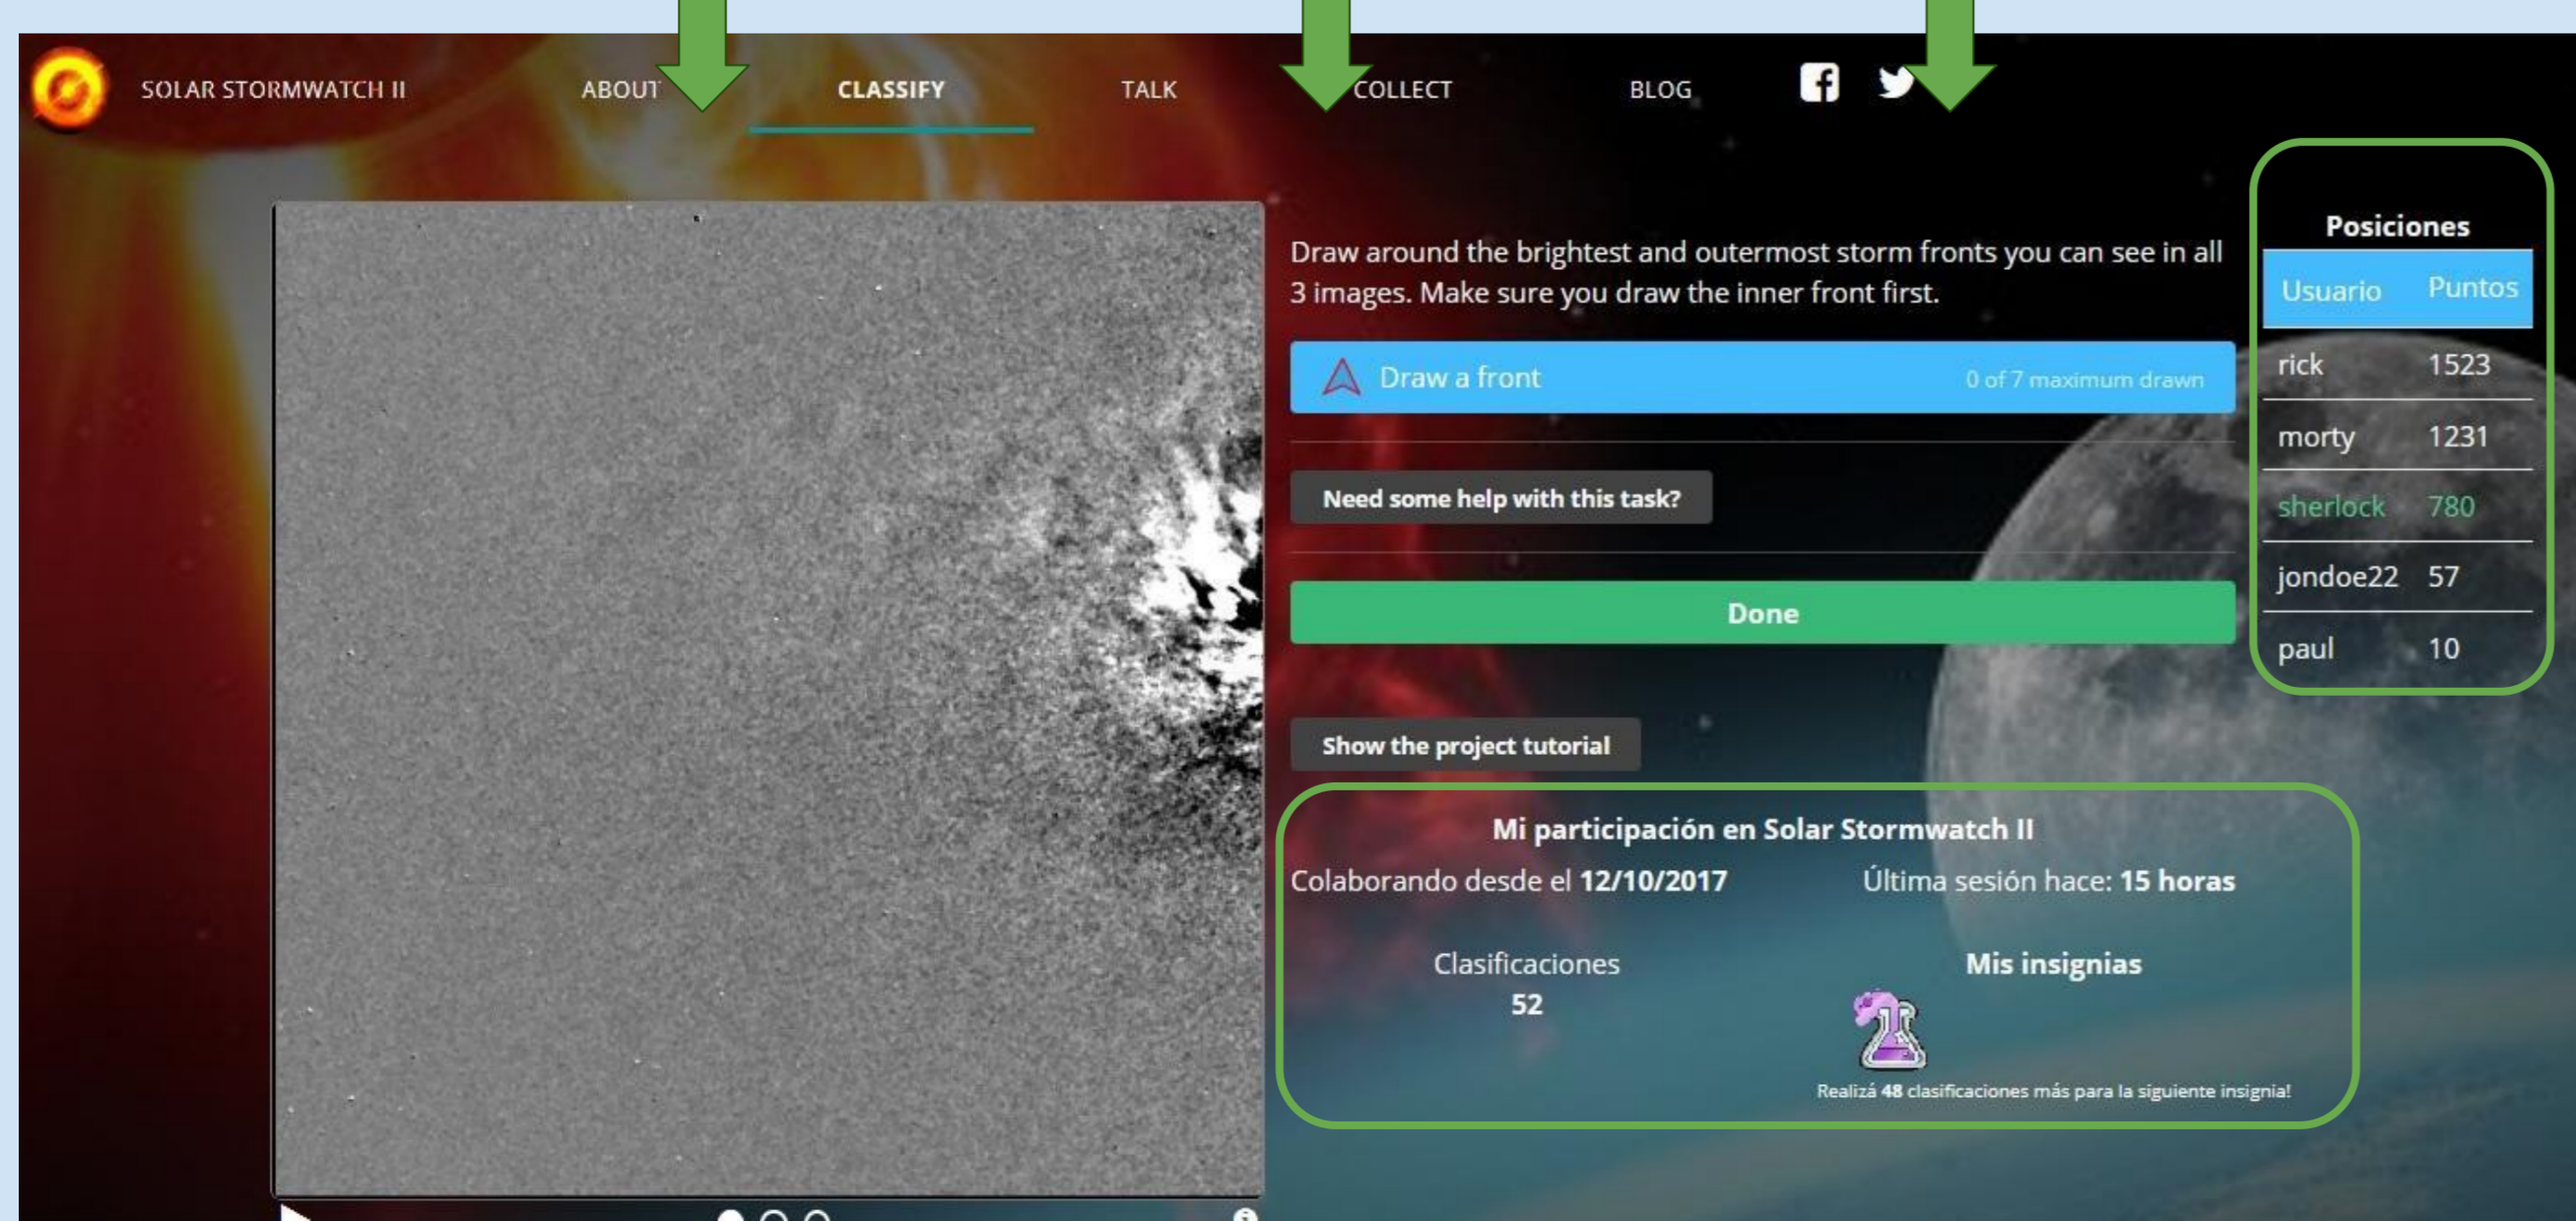 SOLAR STORMWATCH II ABOUT CLASSIFY TALK COLLECT BLOG
Draw around the brightest and outermost storm fronts you can see in all
3 images. Make sure you draw the inner front first.
Draw a front 0 of 7 maximum drawn
Need some help with this task?
Done
Show the project tutorial
Mi participación en Solar Stormwatch II
Colaborando desde el 12/10/2017 Última sesión hace: 15 horas
Clasificaciones Mis insignias
52
Realizá 48 clasificaciones más para la siguiente insignia!
Posiciones
Usuario Puntos
rick 1523
morty 1231
sherlock 780
jondoe22 57
paul 10